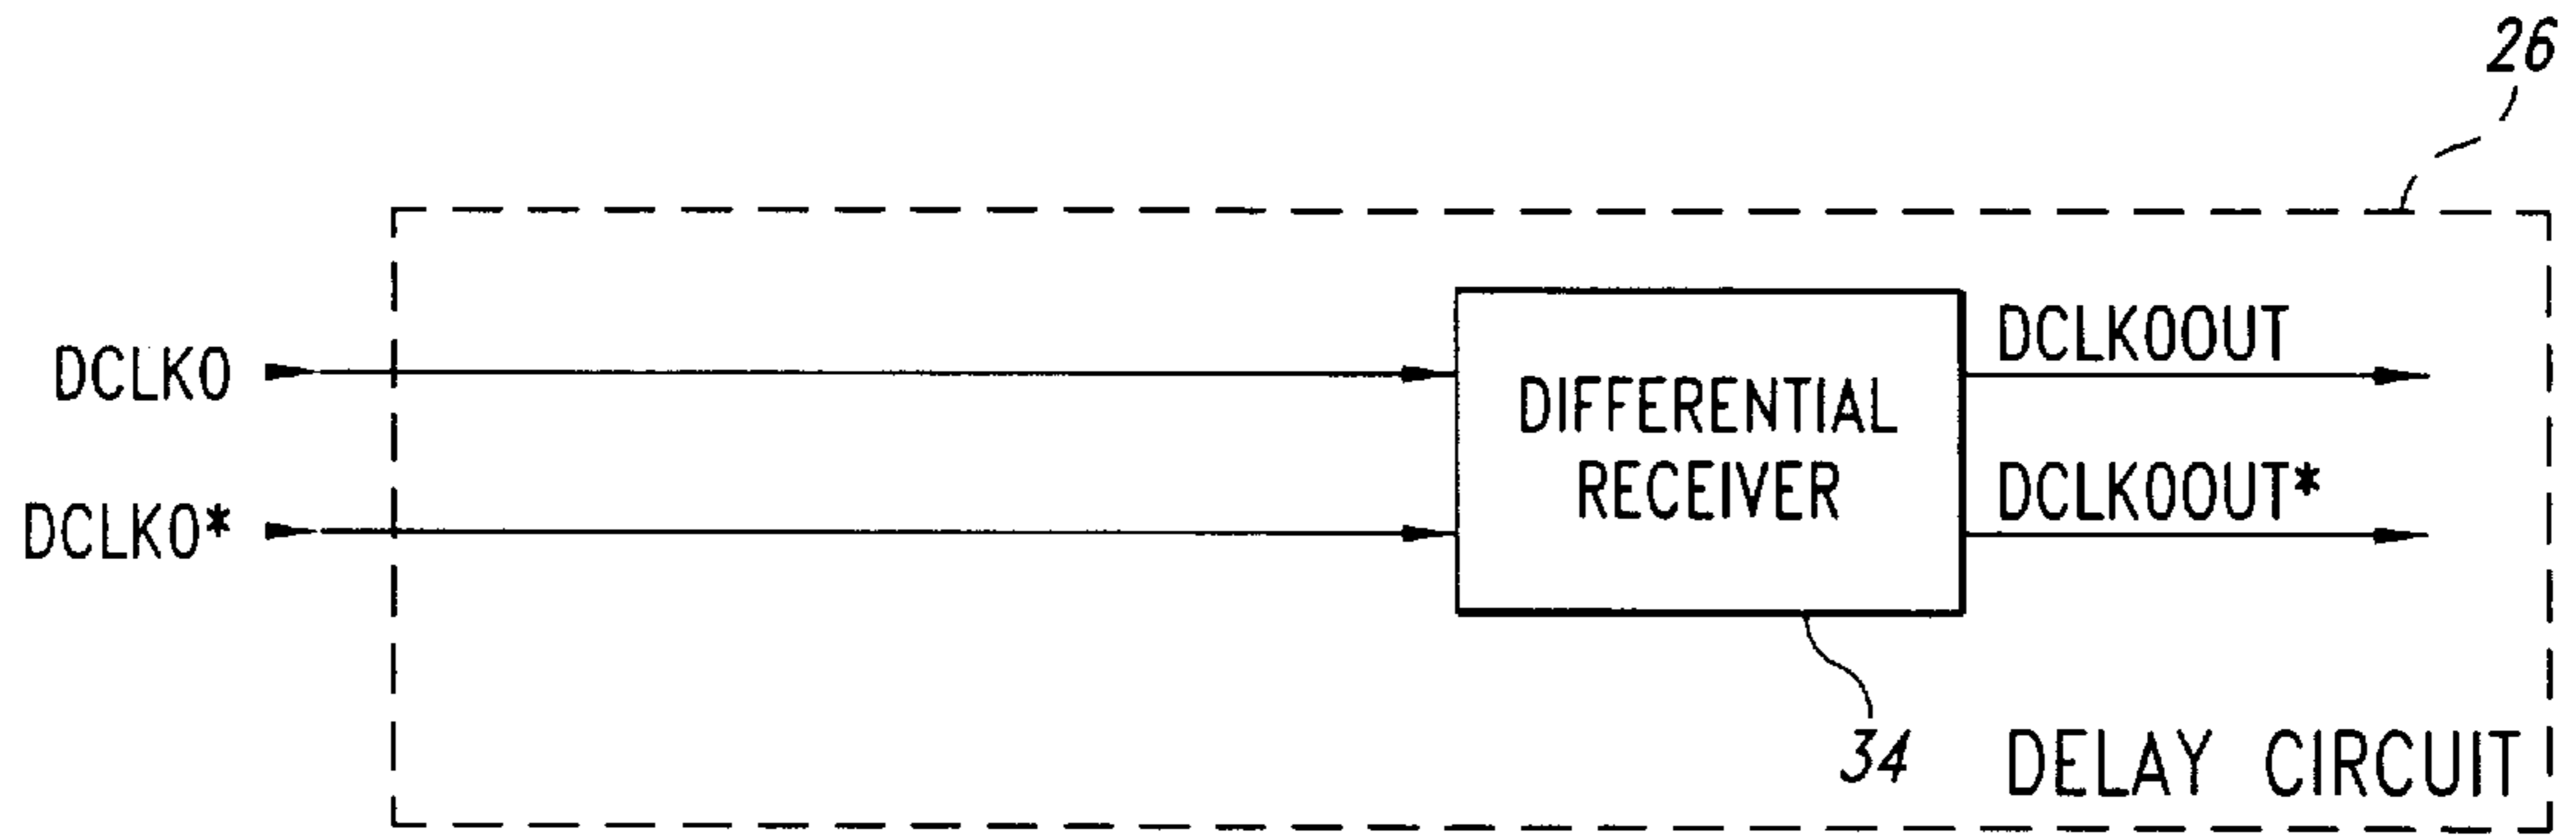 26
DCLK0
DCLK0*
DIFFERENTIAL
RECEIVER
DCLK0OUT
DCLK0OUT*
34
DELAY CIRCUIT